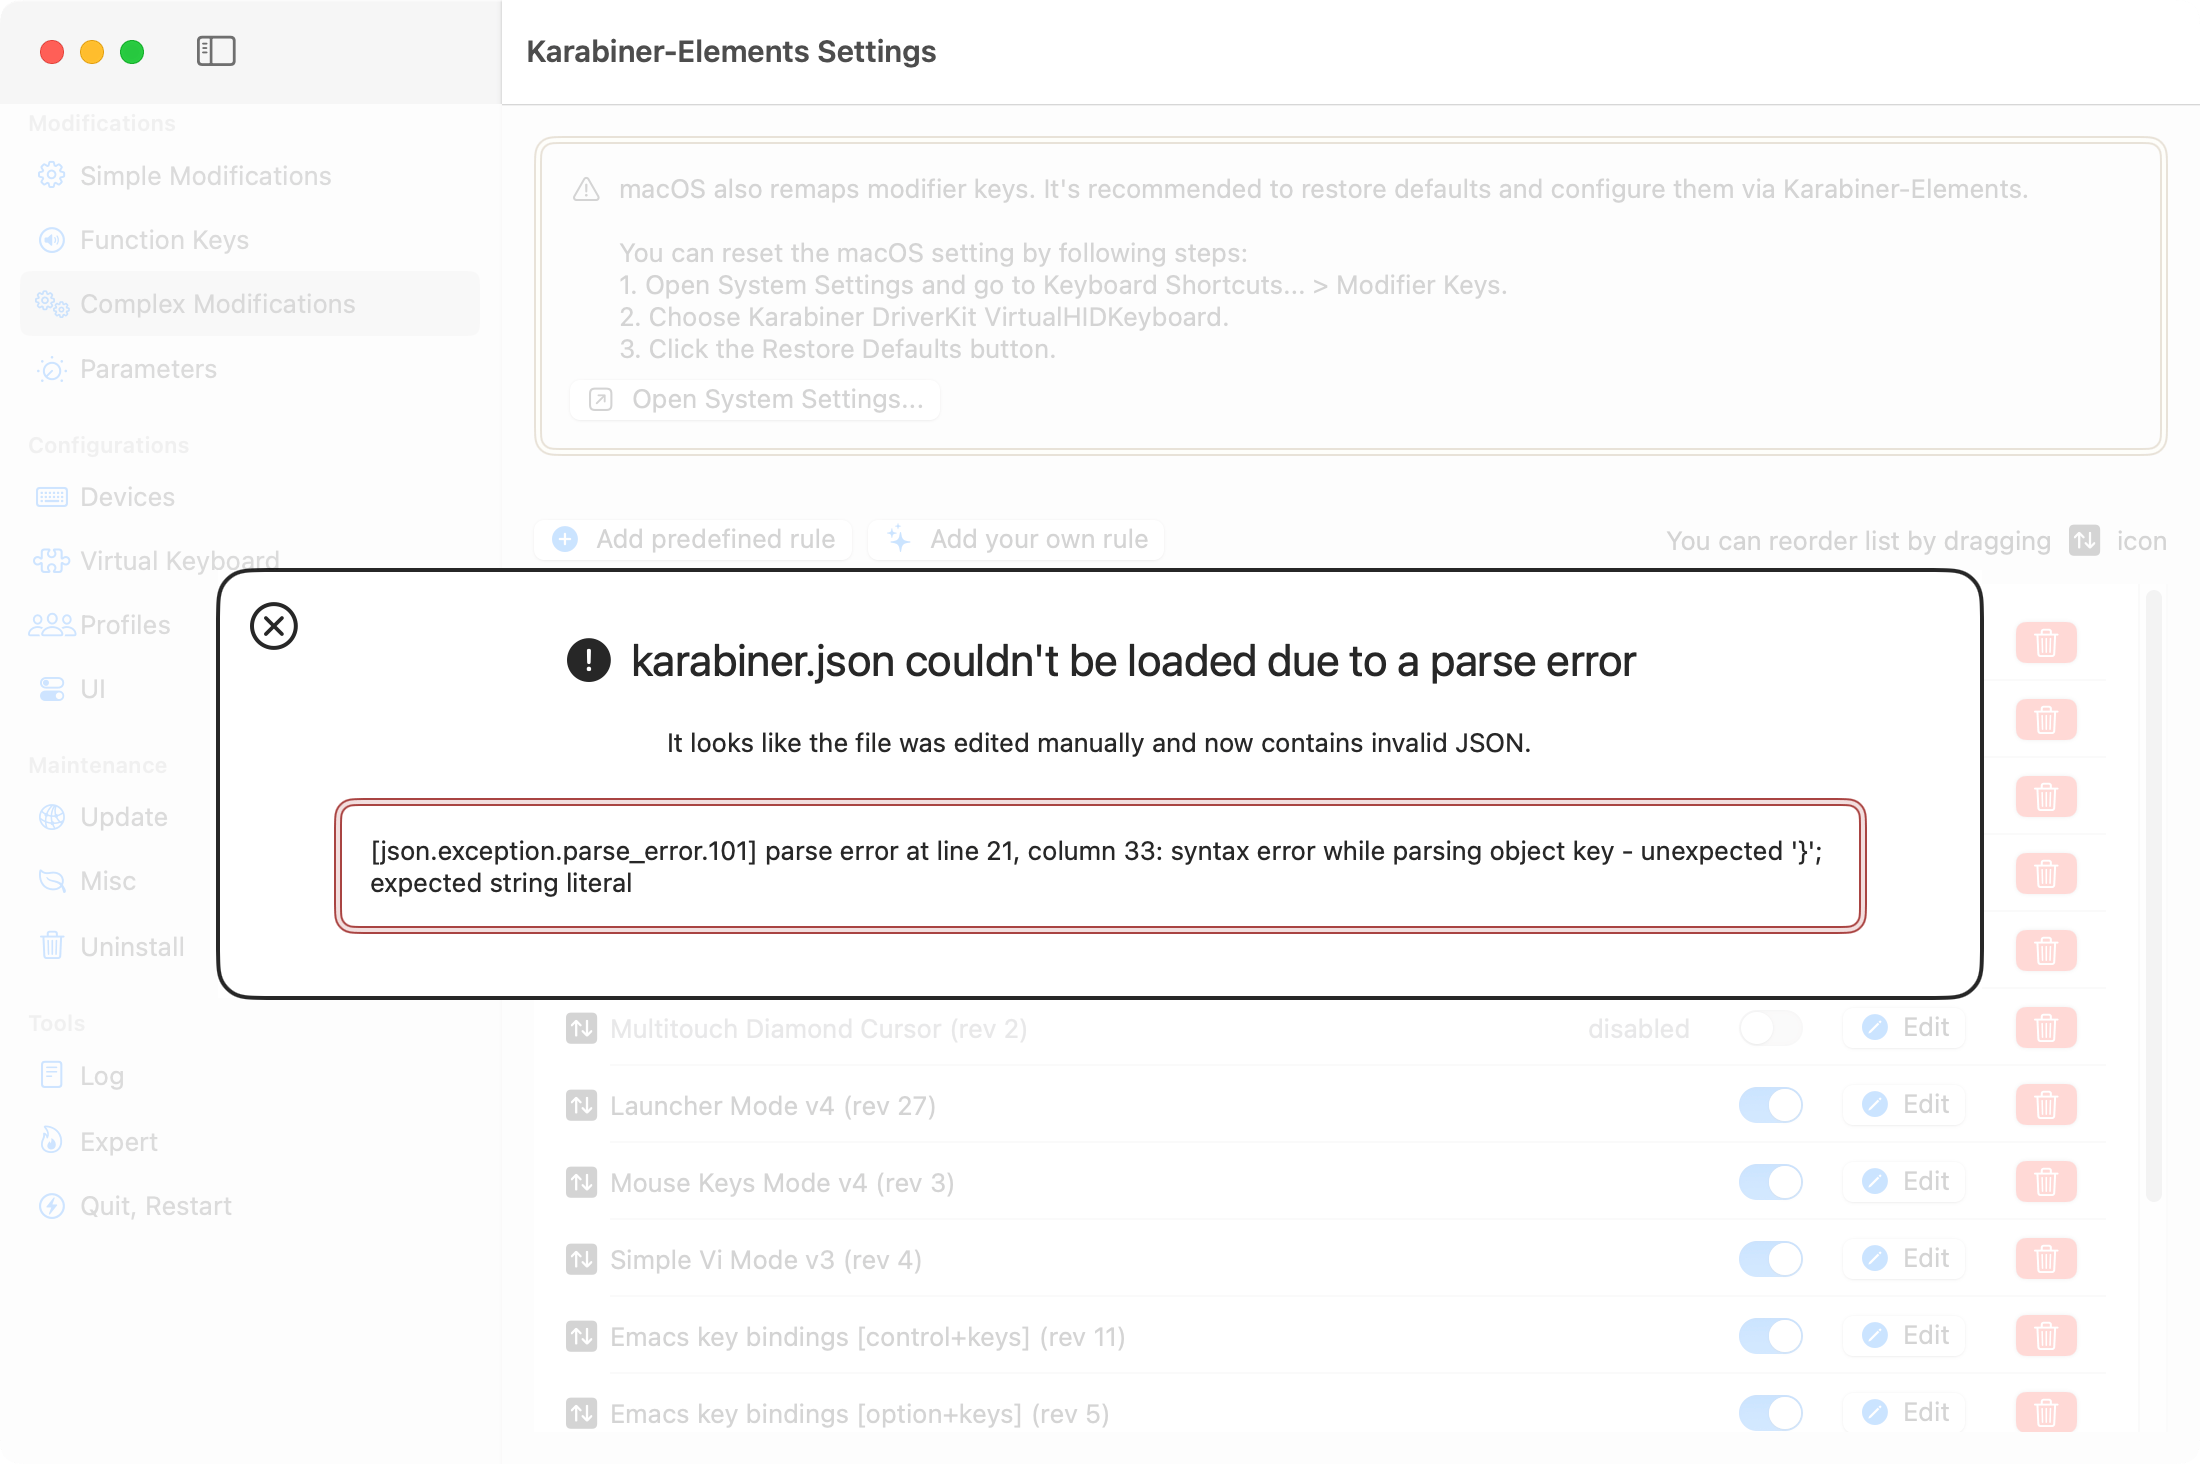 Karabiner-Elements Settings
Modifications
Simple Modifications
Function Keys
Complex Modifications
Parameters
Configurations
Devices
Virtual Keyboard
Profiles
UI
Maintenance
Update
Misc
Uninstall
Tools
Log
Expert
Quit, Restart
macOS also remaps modifier keys. It's recommended to restore defaults and configure them via Karabiner-Elements.
You can reset the macOS setting by following steps:
1. Open System Settings and go to Keyboard Shortcuts... > Modifier Keys.
2. Choose Karabiner DriverKit VirtualHIDKeyboard.
3. Click the Restore Defaults button.
Open System Settings...
Add predefined rule Add your own rule You can reorder list by dragging icon
karabiner.json couldn't be loaded due to a parse error
It looks like the file was edited manually and now contains invalid JSON.
[json.exception.parse_error.101] parse error at line 21, column 33: syntax error while parsing object key - unexpected '}';
expected string literal
Multitouch Diamond Cursor (rev 2) disabled Edit
Launcher Mode v4 (rev 27) Edit
Mouse Keys Mode v4 (rev 3) Edit
Simple Vi Mode v3 (rev 4) Edit
Emacs key bindings [control+keys] (rev 11) Edit
Emacs key bindings [option+keys] (rev 5) Edit